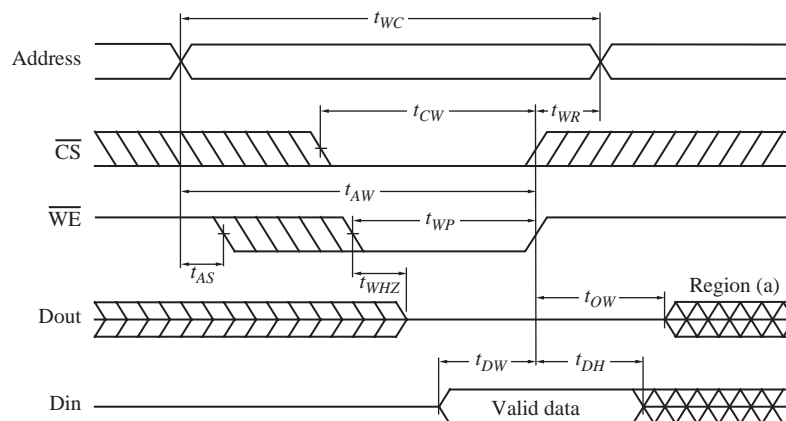 t_WC
Address
t_CW
t_WR
CS
t_AW
WE
t_WP
t_AS
t_WHZ
Region (a)
t_OW
Dout
t_DW
t_DH
Din
Valid data